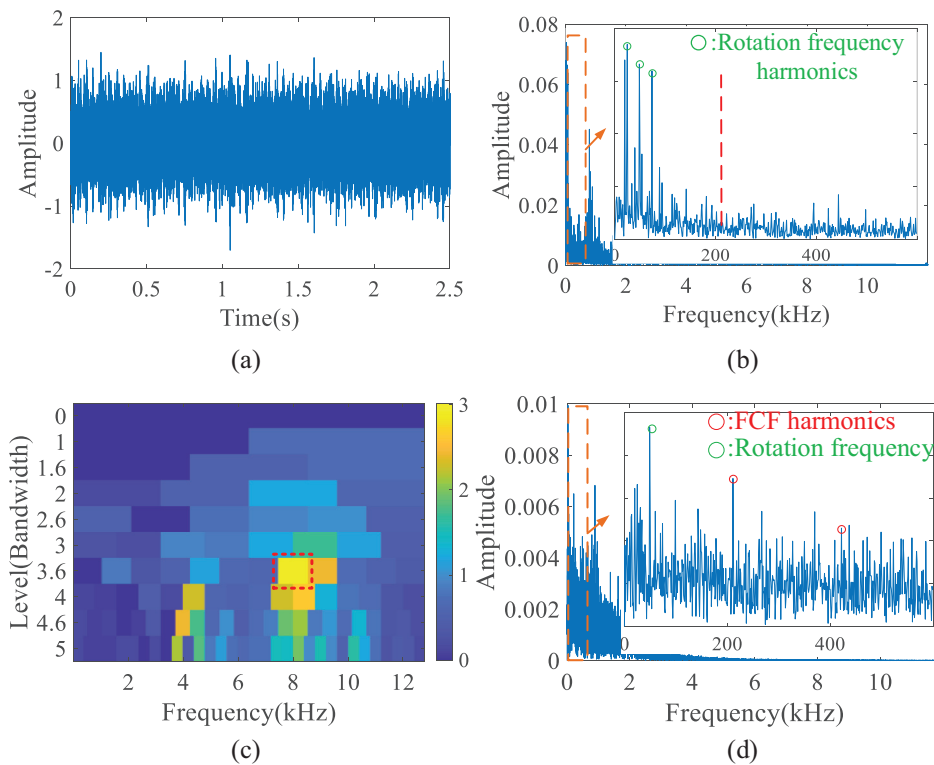 2
1
0
-1
-2
Amplitude
0 0.5 1 1.5 2 2.5
Time(s)
(a)
0.08
0.06
0.04
0.02
0
Amplitude
○:Rotation frequency
harmonics
0 200 400
0 2 4 6 8 10
Frequency(kHz)
(b)
0
1
1.6
2
2.6
3
3.6
4
4.6
5
Level(Bandwidth)
2 4 6 8 10 12
Frequency(kHz)
3
2
1
0
(c)
0.01
0.008
0.006
0.004
0.002
0
Amplitude
○:FCF harmonics
○:Rotation frequency
0 200 400
0 2 4 6 8 10
Frequency(kHz)
(d)